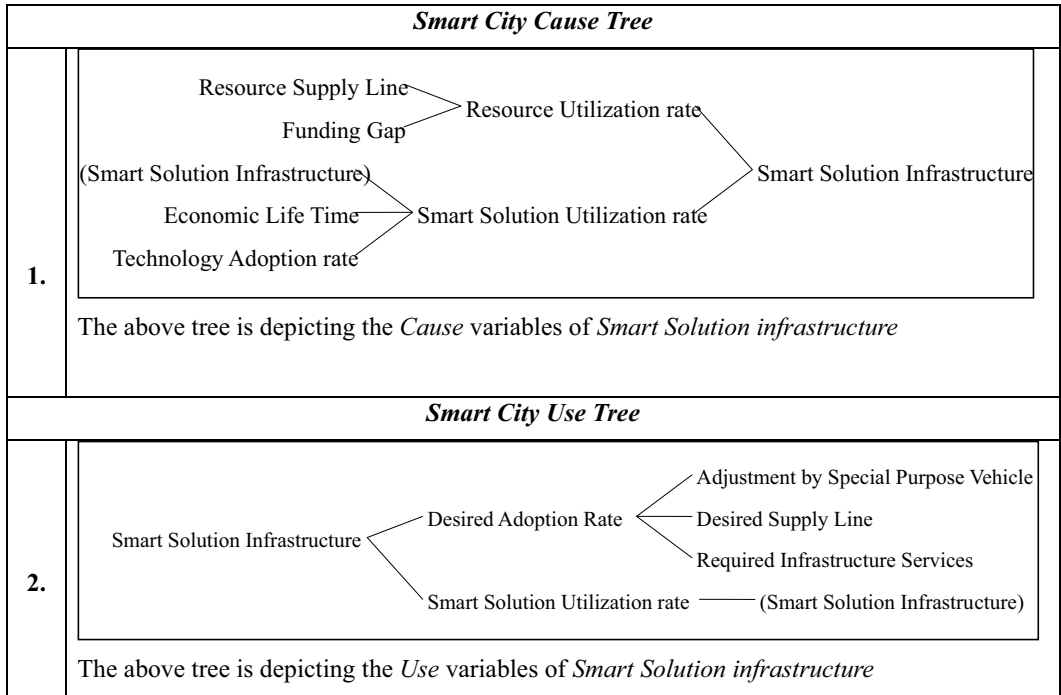 Smart City Cause Tree
1.
Resource Supply Line
Funding Gap
Resource Utilization rate
(Smart Solution Infrastructure)
Economic Life Time
Technology Adoption rate
Smart Solution Utilization rate
Smart Solution Infrastructure
The above tree is depicting the Cause variables of Smart Solution infrastructure
Smart City Use Tree
2.
Smart Solution Infrastructure
Desired Adoption Rate
Adjustment by Special Purpose Vehicle
Desired Supply Line
Required Infrastructure Services
Smart Solution Utilization rate
(Smart Solution Infrastructure)
The above tree is depicting the Use variables of Smart Solution infrastructure